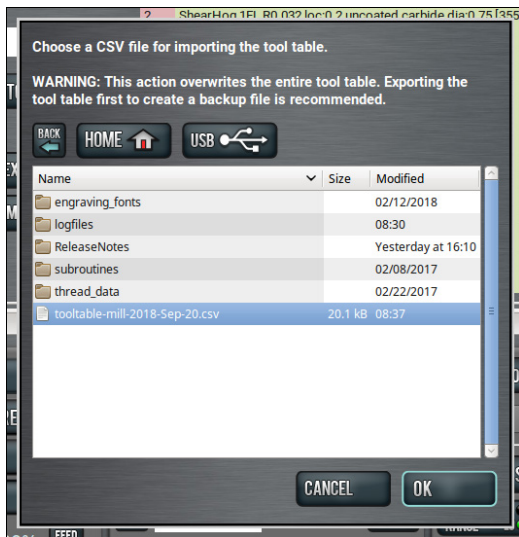 2 ShearHog 1FL R0.032 loc:0.2 uncoated carbide dia:0.75 [355
Choose a CSV file for importing the tool table.
WARNING: This action overwrites the entire tool table. Exporting the
tool table first to create a backup file is recommended.
BACK HOME USB
Name Size Modified
engraving_fonts 02/12/2018
logfiles 08:30
ReleaseNotes Yesterday at 16:10
subroutines 02/08/2017
thread_data 02/22/2017
tooltable-mill-2018-Sep-20.csv 20.1 kB 08:37
CANCEL OK
FEED RANGE